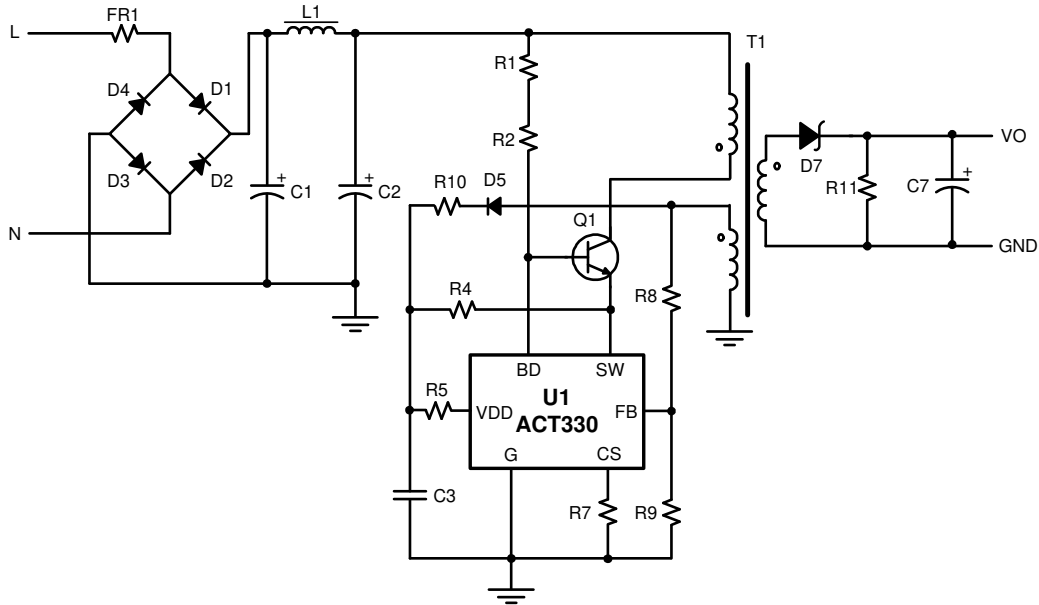 FR1
L
L1
T1
R1
D4
D1
R2
VO
D3
D2
D7
C1
C2
R10
D5
R11
C7
N
Q1
GND
R4
R8
BD
SW
R5
U1
VDD
FB
ACT330
G
CS
C3
R7
R9